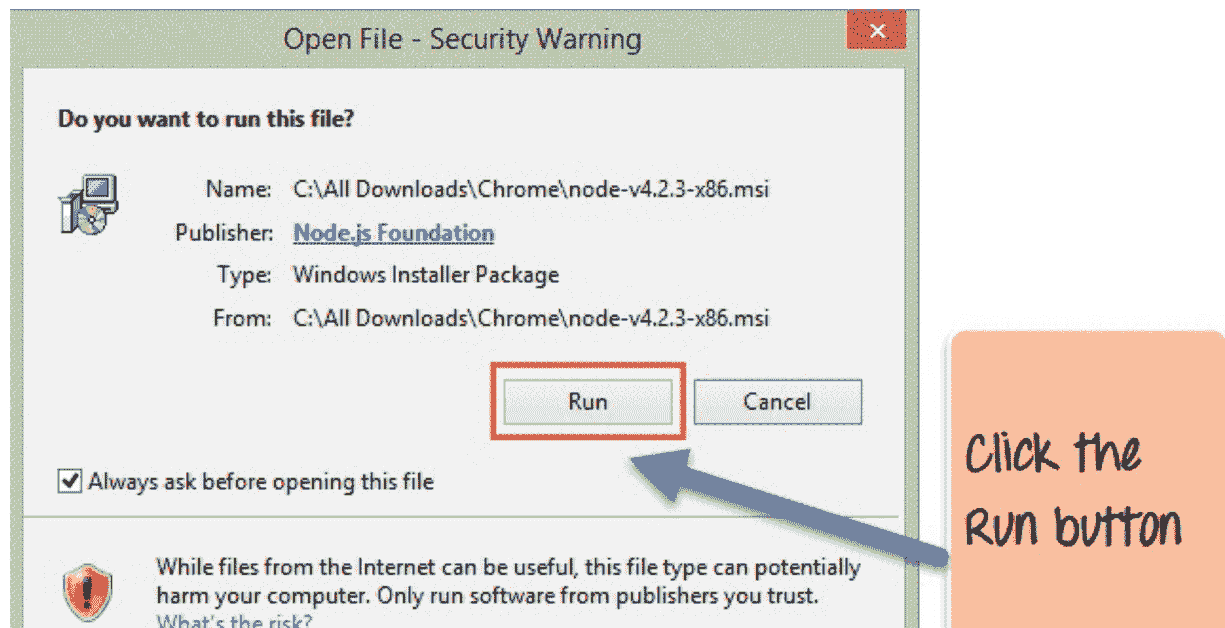 Open File - Security Warning
Do you want to run this file?
Name: C:\All Downloads\Chrome\node-v4.2.3-x86.msi
Publisher: Node.js Foundation
Type: Windows Installer Package
From: C:\All Downloads\Chrome\node-v4.2.3-x86.msi
Run Cancel
Always ask before opening this file
Click the
Run button
While files from the Internet can be useful, this file type can potentially
harm your computer. Only run software from publishers you trust.
What's the risk?